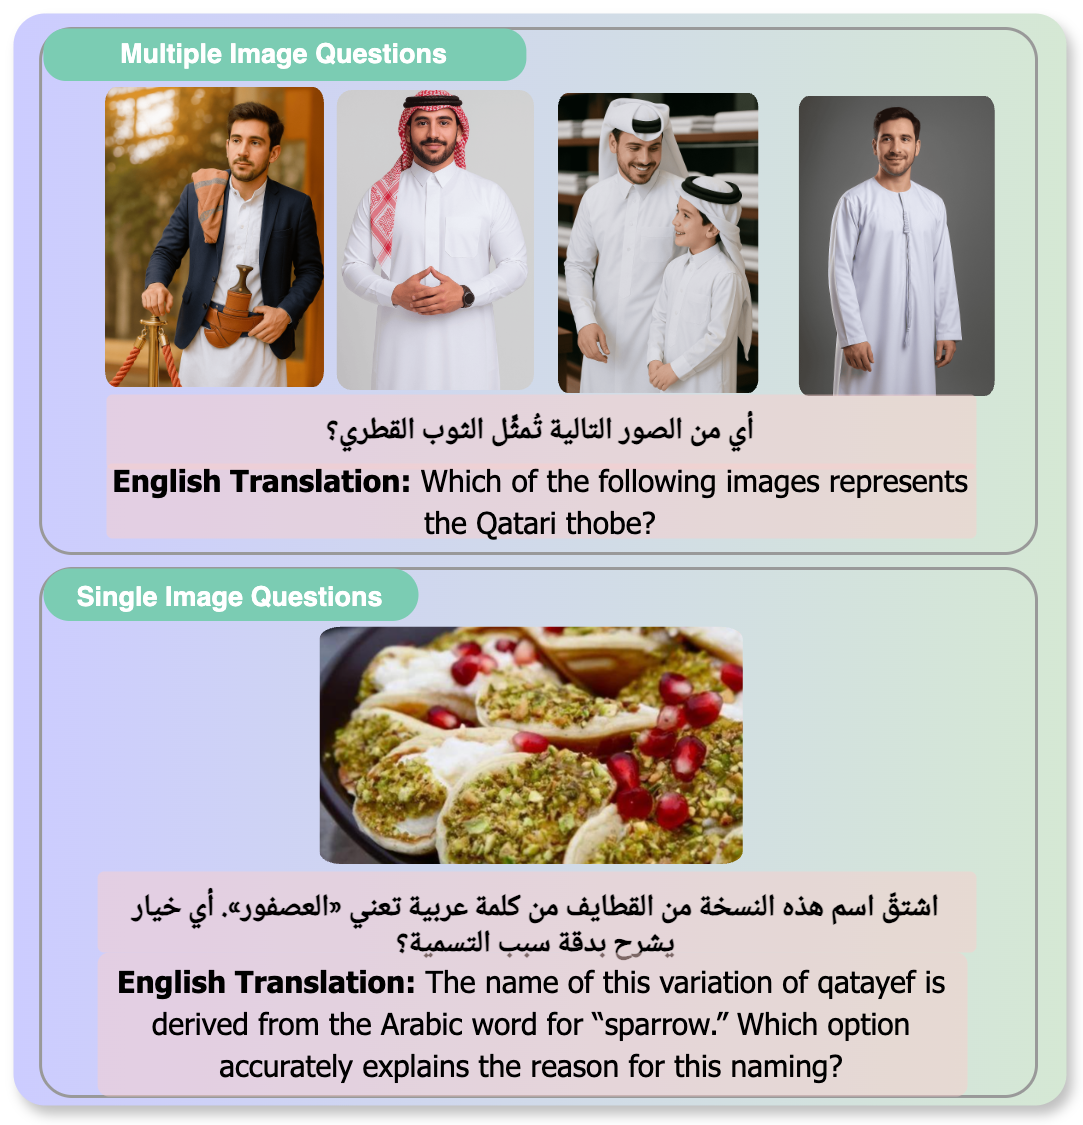 Multiple Image Questions
أي من الصور التالية تُمثِّل الثوب القطري؟
English Translation: Which of the following images represents
the Qatari thobe?
Single Image Questions
اشتقّ اسم هذه النسخة من القطايف من كلمة عربية تعني «العصفور». أي خيار
يشرح بدقة سبب التسمية؟
English Translation: The name of this variation of qatayef is
derived from the Arabic word for “sparrow.” Which option
accurately explains the reason for this naming?